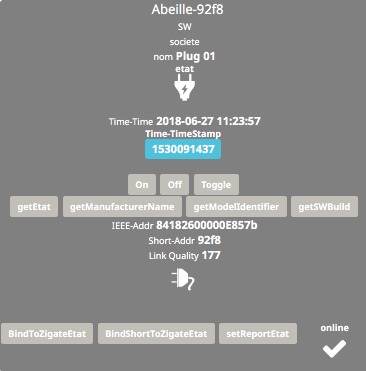 Abeille-92f8
SW
societe
nom Plug 01
etat
Time-Time 2018-06-27 11:23:57
Time-TimeStamp
1530091437
On Off Toggle
getEtat getManufacturerName getModelIdentifier getSWBuild
IEEE-Addr 84182600000E857b
Short-Addr 92f8
Link Quality 177
online
BindToZigateEtat BindShortToZigateEtat setReportEtat